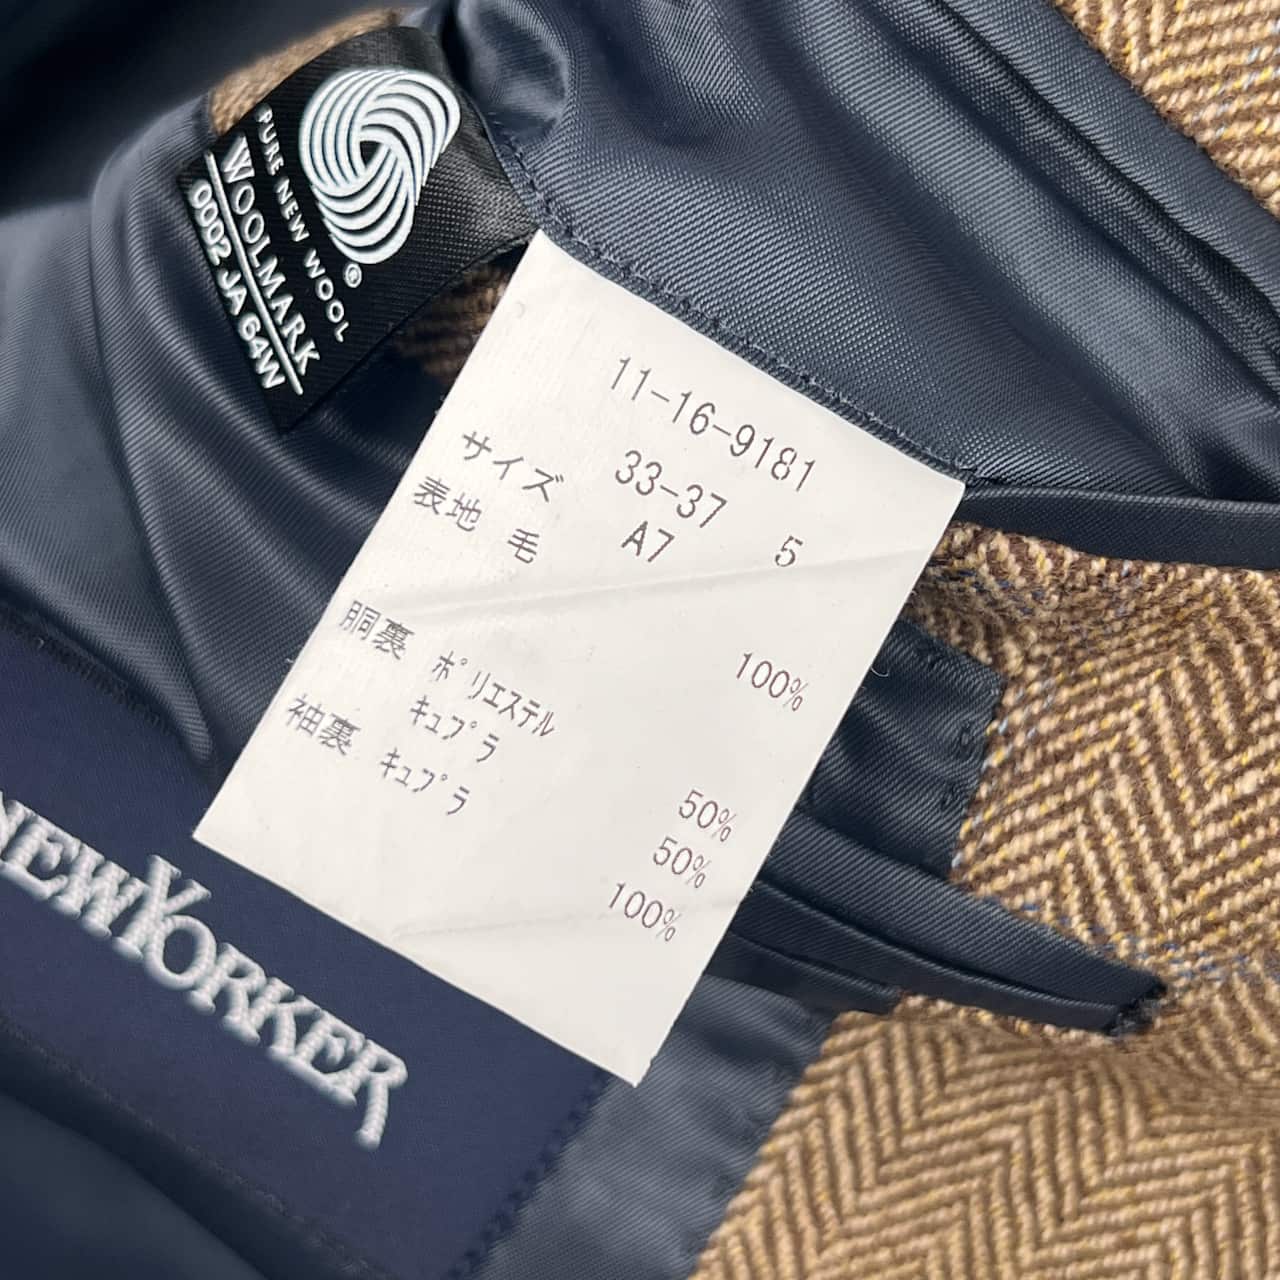 PURE NEW WOOL
®
WOOLMARK
0002 JA 64W
11-16-9181
33-37 5
サイズ A7
表地 毛 100%
胴裏 ポリエステル 50%
キュプラ 50%
袖裏 キュプラ 100%
NEWYORKER